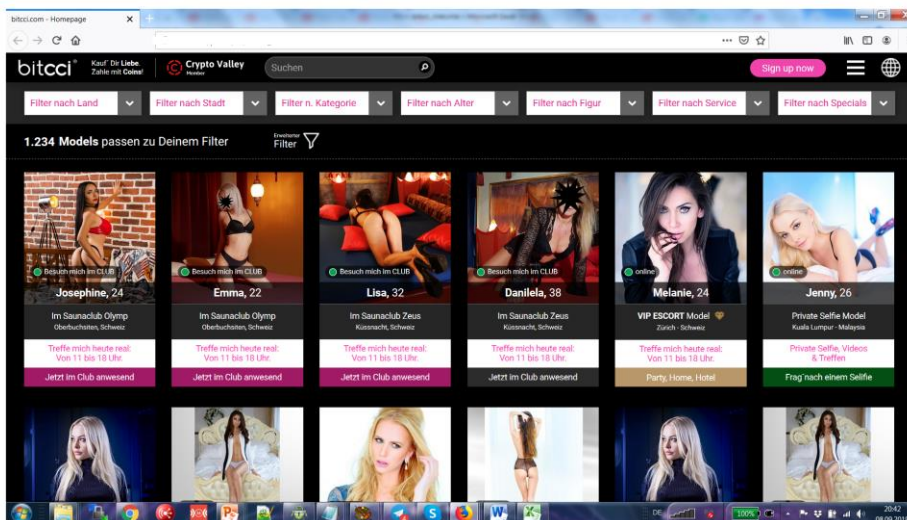 bitcci.com - Homepage
bitcci®
Kauf' Dir Liebe.
Zahle mit Coins!
Crypto Valley
Member
Suchen
Sign up now
Filter nach Land
Filter nach Stadt
Filter n. Kategorie
Filter nach Alter
Filter nach Figur
Filter nach Service
Filter nach Specials
1.234 Models passen zu Deinem Filter
Erweiterter
Filter
Besuch mich im CLUB
Josephine, 24
Im Saunaclub Olymp
Oberbuchsiten, Schweiz
Treffe mich heute real:
Von 11 bis 18 Uhr.
Jetzt im Club anwesend
Besuch mich im CLUB
Emma, 22
Im Saunaclub Olymp
Oberbuchsiten, Schweiz
Treffe mich heute real:
Von 11 bis 18 Uhr.
Jetzt im Club anwesend
Besuch mich im CLUB
Lisa, 32
Im Saunaclub Zeus
Küssnacht, Schweiz
Treffe mich heute real:
Von 11 bis 18 Uhr.
Jetzt im Club anwesend
Besuch mich im CLUB
Danilela, 38
Im Saunaclub Zeus
Küssnacht, Schweiz
Treffe mich heute real:
Von 11 bis 18 Uhr.
Jetzt im Club anwesend
online
Melanie, 24
VIP ESCORT Model
Zürich - Schweiz
Treffe mich heute real:
Von 11 bis 18 Uhr.
Party, Home, Hotel
online
Jenny, 26
Private Selfie Model
Kuala Lumpur - Malaysia
Private Selfie, Videos
& Treffen
Frag'nach einem Selfie
DE
100%
20:42